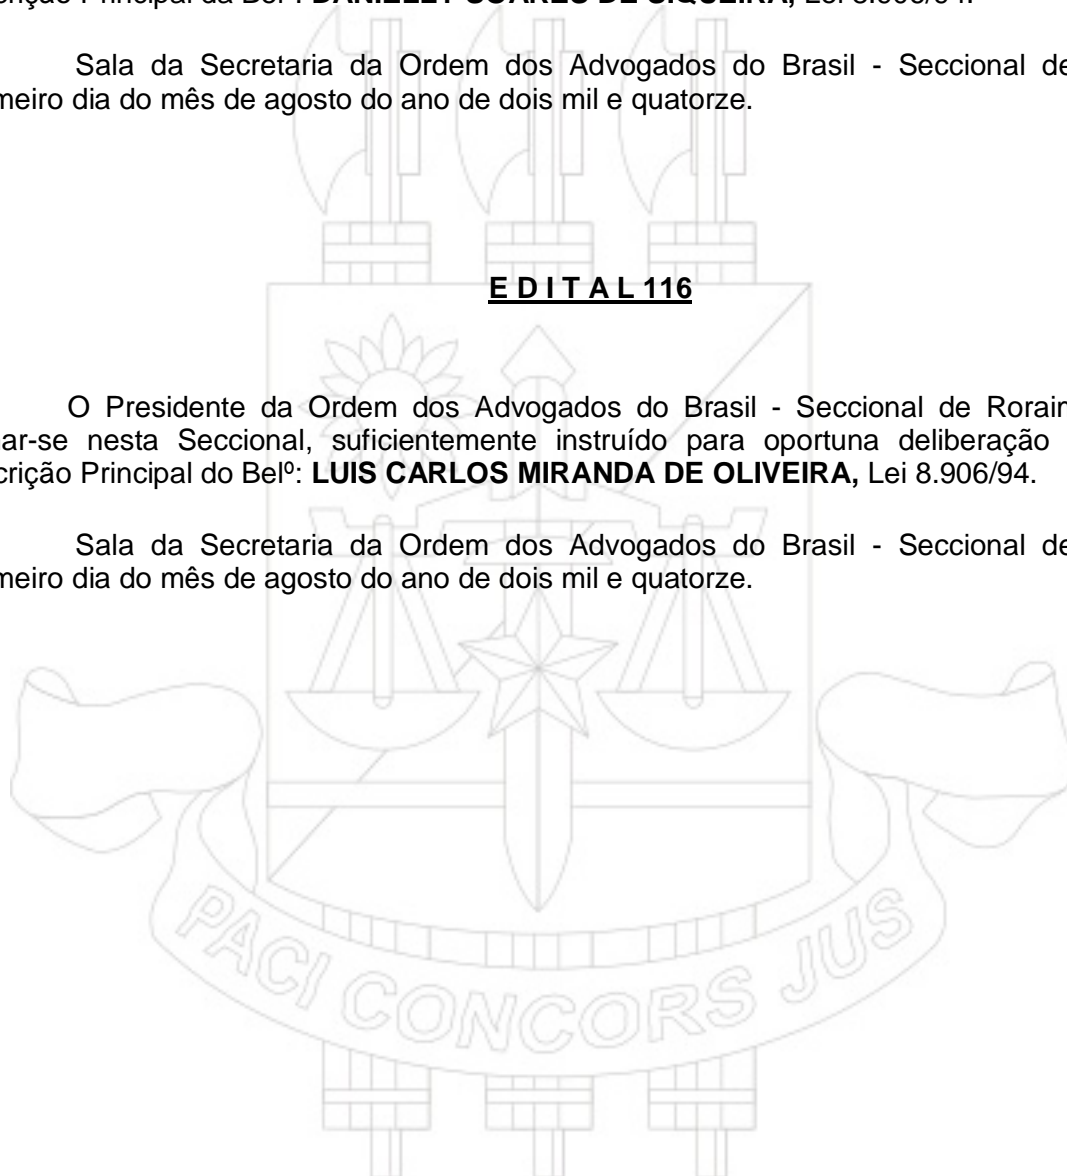 Sala da Secretaria da Ordem dos Advogados do Brasil - Seccional de
meiro dia do mês de agosto do ano de dois mil e quatorze.
E D I T A L 116
O Presidente da Ordem dos Advogados do Brasil - Seccional de Rorain
ar-se nesta Seccional, suficientemente instruído para oportuna deliberação
crição Principal do Belº: LUIS CARLOS MIRANDA DE OLIVEIRA, Lei 8.906/94.
Sala da Secretaria da Ordem dos Advogados do Brasil - Seccional de
meiro dia do mês de agosto do ano de dois mil e quatorze.
PACI CONCORS JUS